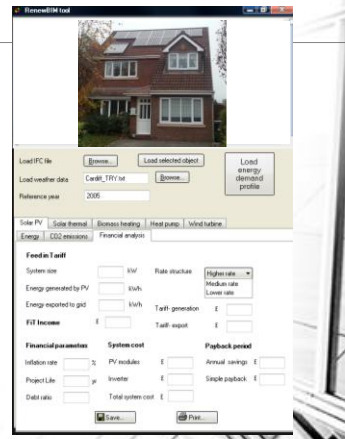 RenewBIM tool
Load IFC file Browse... Load selected object Load energy demand profile
Load weather data Cardiff_TRY.txt Browse...
Reference year 2005
Solar PV Solar thermal Biomass heating Heat pump Wind turbine
Energy CO2 emissions Financial analysis
Feed in Tariff
System size kW Rate structure Higher rate
Medium rate
Lower rate
Energy generated by PV kWh
Energy exported to grid kWh Tariff- generation £
FiT Income £ Tariff- export £
Financial parameters System cost Payback period
Inflation rate % PV modules £ Annual savings £
Project Life yr Inverter £ Simple payback £
Debt ratio Total system cost £
Save... Print...